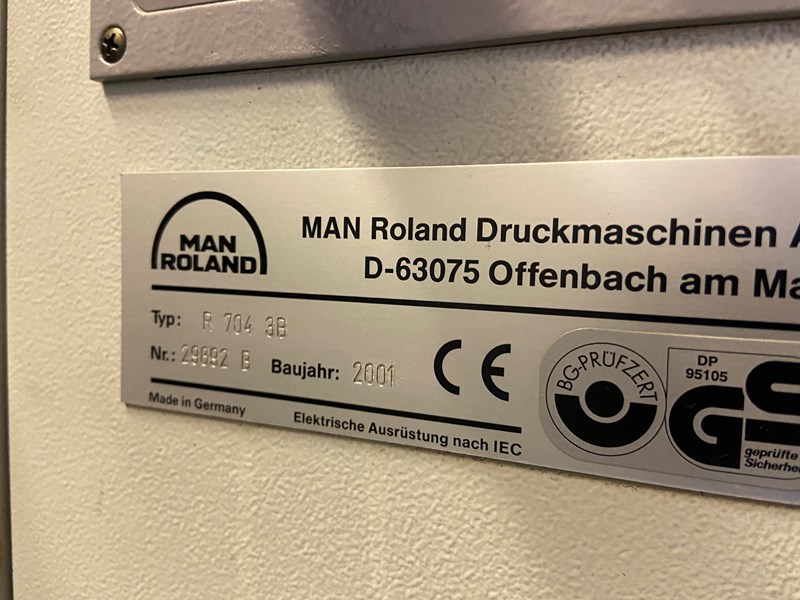 MAN
ROLAND
MAN Roland Druckmaschinen A
D-63075 Offenbach am Ma
Typ: R 704 3B
Nr.: 29892 B Baujahr: 2001
CE
BG-PRÜFZERT
DP
95105
GS
geprüfte
Sicherhe
Made in Germany
Elektrische Ausrüstung nach IEC